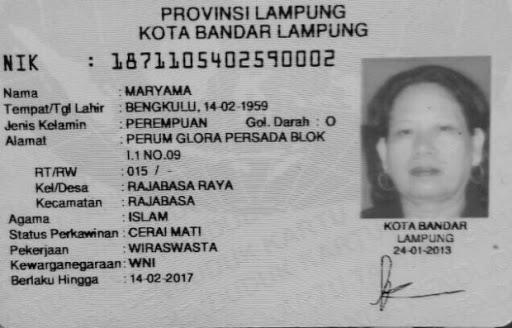 PROVINSI LAMPUNG
KOTA BANDAR LAMPUNG
NIK : 1871105402590002
Nama : MARYAMA
Tempat/Tgl Lahir : BENGKULU, 14-02-1959
Jenis Kelamin : PEREMPUAN Gol. Darah : O
Alamat : PERUM GLORA PERSADA BLOK
I.1 NO.09
RT/RW : 015 / -
Kel/Desa : RAJABASA RAYA
Kecamatan : RAJABASA
Agama : ISLAM
Status Perkawinan : CERAI MATI
Pekerjaan : WIRASWASTA
Kewarganegaraan : WNI
Berlaku Hingga : 14-02-2017
KOTA BANDAR
LAMPUNG
24-01-2013